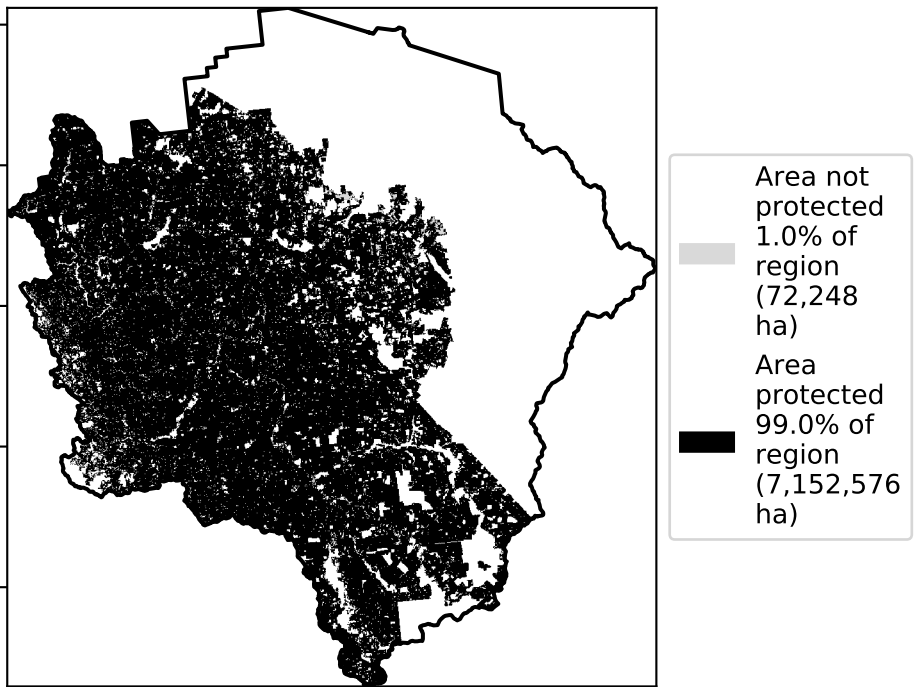 Area not
protected
1.0% of
region
(72,248
ha)
Area
protected
99.0% of
region
(7,152,576
ha)